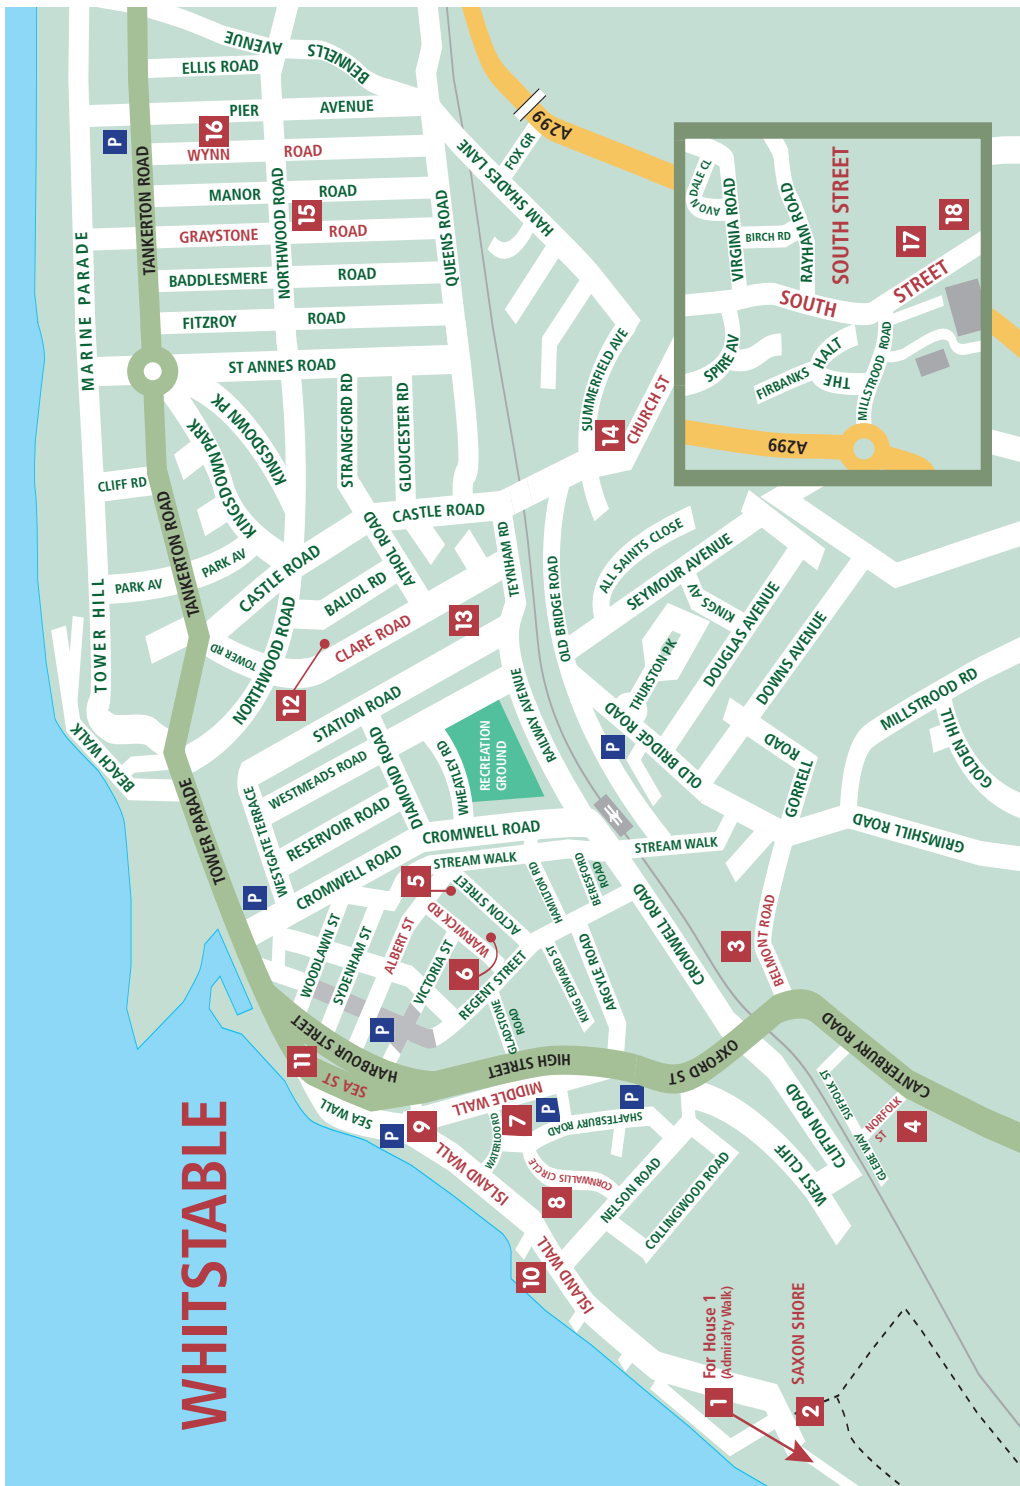 WHITSTABLE
MARINE PARADE
TANKERTON ROAD
BENNELLS
AVENUE
ELLIS ROAD
PIER
AVENUE
P
16
WYNN
ROAD
MANOR
ROAD
NORTHWOOD ROAD
15
GRAYSTONE
ROAD
BADDLESMERE
ROAD
FITZROY
ROAD
ST ANNES ROAD
QUEENS ROAD
HAM SHADES LANE
FOX GR
A299
STRANGFORD RD
GLOUCESTER RD
KINGSDOWN PK
KINGSDOWN PARK
KINGSDOWN PARK
CLIFF RD
TANKERTON ROAD
PARK AV
PARK AV
TOWER HILL
CASTLE ROAD
CASTLE ROAD
ATHOL ROAD
BALIOL RD
CLARE ROAD
12
13
TOWER RD
NORTHWOOD ROAD
TEYNHAM RD
OLD BRIDGE ROAD
SUMMERFIELD AVE
14
CHURCH ST
ALL SAINTS CLOSE
SEYMOUR AVENUE
KINGS AV
DOUGLAS AVENUE
DOWNS AVENUE
THURSTON PK
OLD BRIDGE ROAD
P
GORRELL
ROAD
MILLSTROOD RD
GOLDEN HILL
GRIMSHILL ROAD
BEACH WALK
TOWER PARADE
STATION ROAD
WESTMEADS ROAD
WESTGATE TERRACE
RESERVOIR ROAD
DIAMOND ROAD
WHEATLEY RD
RECREATION
GROUND
RAILWAY AVENUE
CROMWELL ROAD
CROMWELL ROAD
CROMWELL ROAD
STREAM WALK
STREAM WALK
P
5
ACTON STREET
WARWICK RD
6
HAMILTON RD
BERESFORD
ROAD
WOODLAWN ST
SYDENHAM ST
ALBERT ST
VICTORIA ST
REGENT STREET
KING EDWARD ST
ARGYLE ROAD
GLADSTONE
ROAD
P
3
BELMONT ROAD
HARBOUR STREET
11
SEA ST
SEA WALL
HIGH STREET
OXFORD ST
CANTERBURY ROAD
MIDDLE WALL
P
9
7
P
P
WATERLOO RD
SHAFTESBURY ROAD
CORNWALLIS CIRCLE
8
ISLAND WALL
ISLAND WALL
10
NELSON ROAD
COLLINGWOOD ROAD
WEST CLIFF
CLIFTON ROAD
SUFFOLK ST
NORFOLK
ST
GLEBE WAY
4
For House 1
(Admiralty Walk)
1
SAXON SHORE
2
AVON
DALE CL
VIRGINIA ROAD
BIRCH RD
RAYHAM ROAD
SOUTH STREET
17
18
SOUTH
STREET
SPIRE AV
FIRBANKS
THE
HALT
MILLSTROOD ROAD
A299